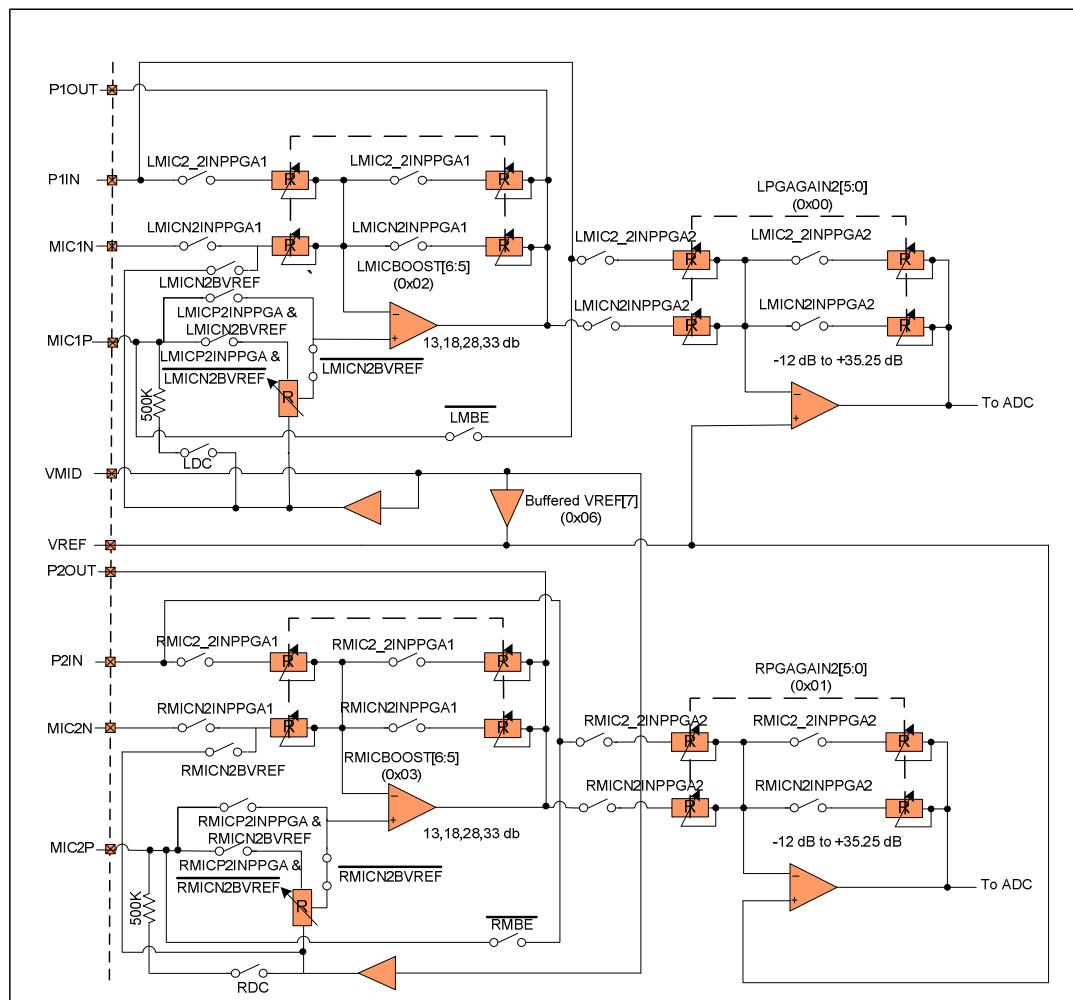 P1OUT
P1IN
LMIC2_2INPPGA1
LMIC2_2INPPGA1
R
R
MIC1N
LMICN2INPPGA1
LMICN2INPPGA1
R
R
LMICN2BVREF
LMICBOOST[6:5]
(0x02)
LMICP2INPPGA &
LMICN2BVREF
MIC1P
LMICP2INPPGA &
LMICN2BVREF
13,18,28,33 db
LMICN2BVREF
R
500K
LMBE
LDC
LPGAGAIN2[5:0]
(0x00)
LMIC2_2INPPGA2
LMIC2_2INPPGA2
R
R
LMICN2INPPGA2
LMICN2INPPGA2
R
R
-12 dB to +35.25 dB
To ADC
VMID
Buffered VREF[7]
(0x06)
VREF
P2OUT
P2IN
RMIC2_2INPPGA1
RMIC2_2INPPGA1
R
R
MIC2N
RMICN2INPPGA1
RMICN2INPPGA1
R
R
RMICN2BVREF
RMICBOOST[6:5]
(0x03)
RMICP2INPPGA &
RMICN2BVREF
13,18,28,33 db
MIC2P
RMICP2INPPGA &
RMICN2BVREF
RMICN2BVREF
R
500K
RMBE
RDC
RPGAGAIN2[5:0]
(0x01)
RMIC2_2INPPGA2
RMIC2_2INPPGA2
R
R
RMICN2INPPGA2
RMICN2INPPGA2
R
R
-12 dB to +35.25 dB
To ADC